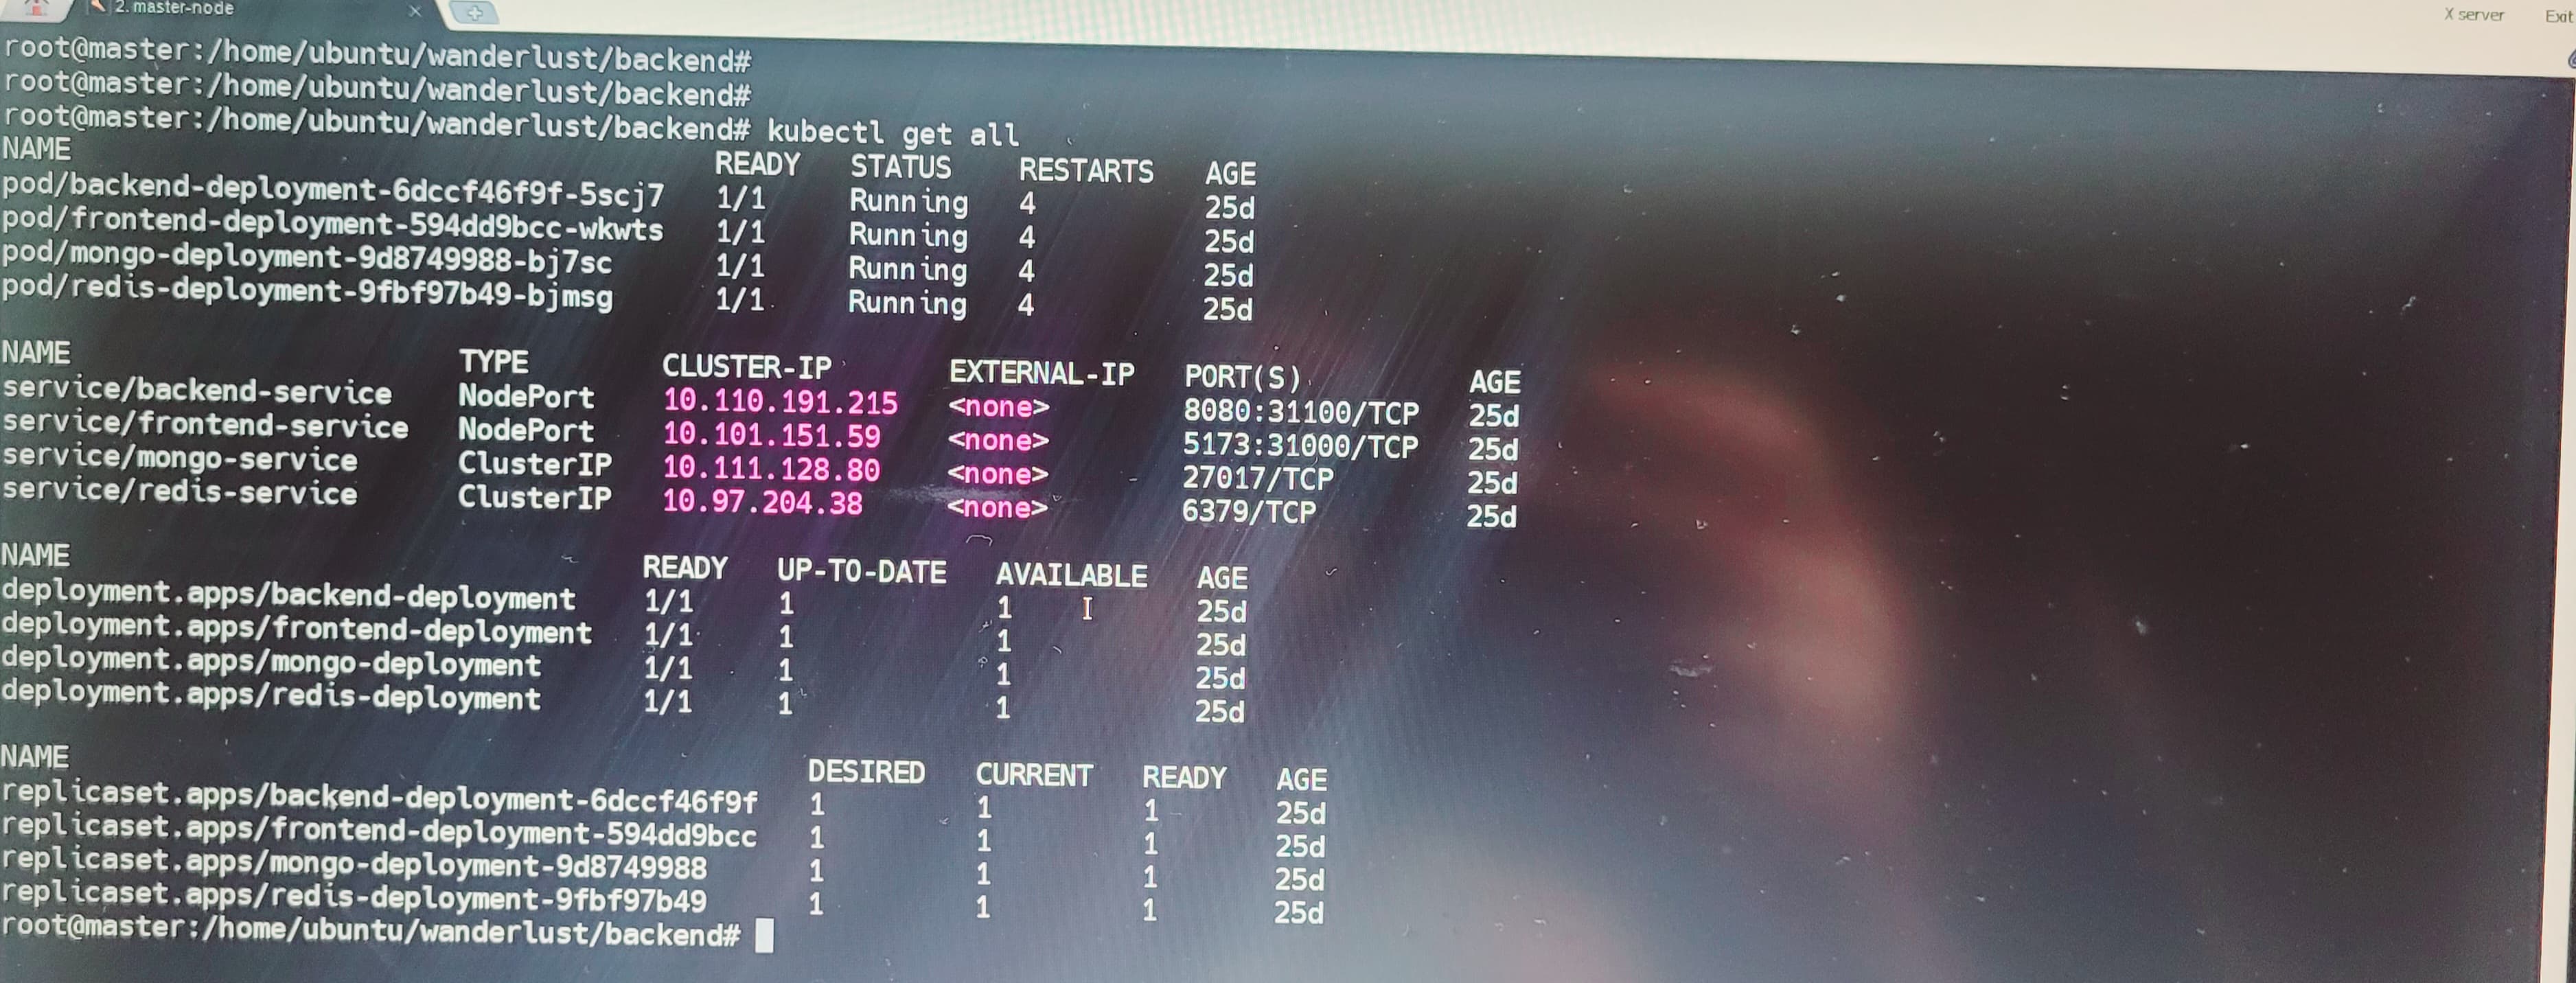 2. master-node
X server
Exit
root@master:/home/ubuntu/wanderlust/backend#
root@master:/home/ubuntu/wanderlust/backend#
root@master:/home/ubuntu/wanderlust/backend# kubectl get all
NAME READY STATUS RESTARTS AGE
pod/backend-deployment-6dccf46f9f-5scj7 1/1 Running 4 25d
pod/frontend-deployment-594dd9bcc-wkwts 1/1 Running 4 25d
pod/mongo-deployment-9d8749988-bj7sc 1/1 Running 4 25d
pod/redis-deployment-9fbf97b49-bjmsg 1/1 Running 4 25d
NAME TYPE CLUSTER-IP EXTERNAL-IP PORT(S) AGE
service/backend-service NodePort 10.110.191.215 <none> 8080:31100/TCP 25d
service/frontend-service NodePort 10.101.151.59 <none> 5173:31000/TCP 25d
service/mongo-service ClusterIP 10.111.128.80 <none> 27017/TCP 25d
service/redis-service ClusterIP 10.97.204.38 <none> 6379/TCP 25d
NAME READY UP-TO-DATE AVAILABLE AGE
deployment.apps/backend-deployment 1/1 1 1 25d
deployment.apps/frontend-deployment 1/1 1 1 25d
deployment.apps/mongo-deployment 1/1 1 1 25d
deployment.apps/redis-deployment 1/1 1 1 25d
NAME DESIRED CURRENT READY AGE
replicaset.apps/backend-deployment-6dccf46f9f 1 1 1 25d
replicaset.apps/frontend-deployment-594dd9bcc 1 1 1 25d
replicaset.apps/mongo-deployment-9d8749988 1 1 1 25d
replicaset.apps/redis-deployment-9fbf97b49 1 1 1 25d
root@master:/home/ubuntu/wanderlust/backend#